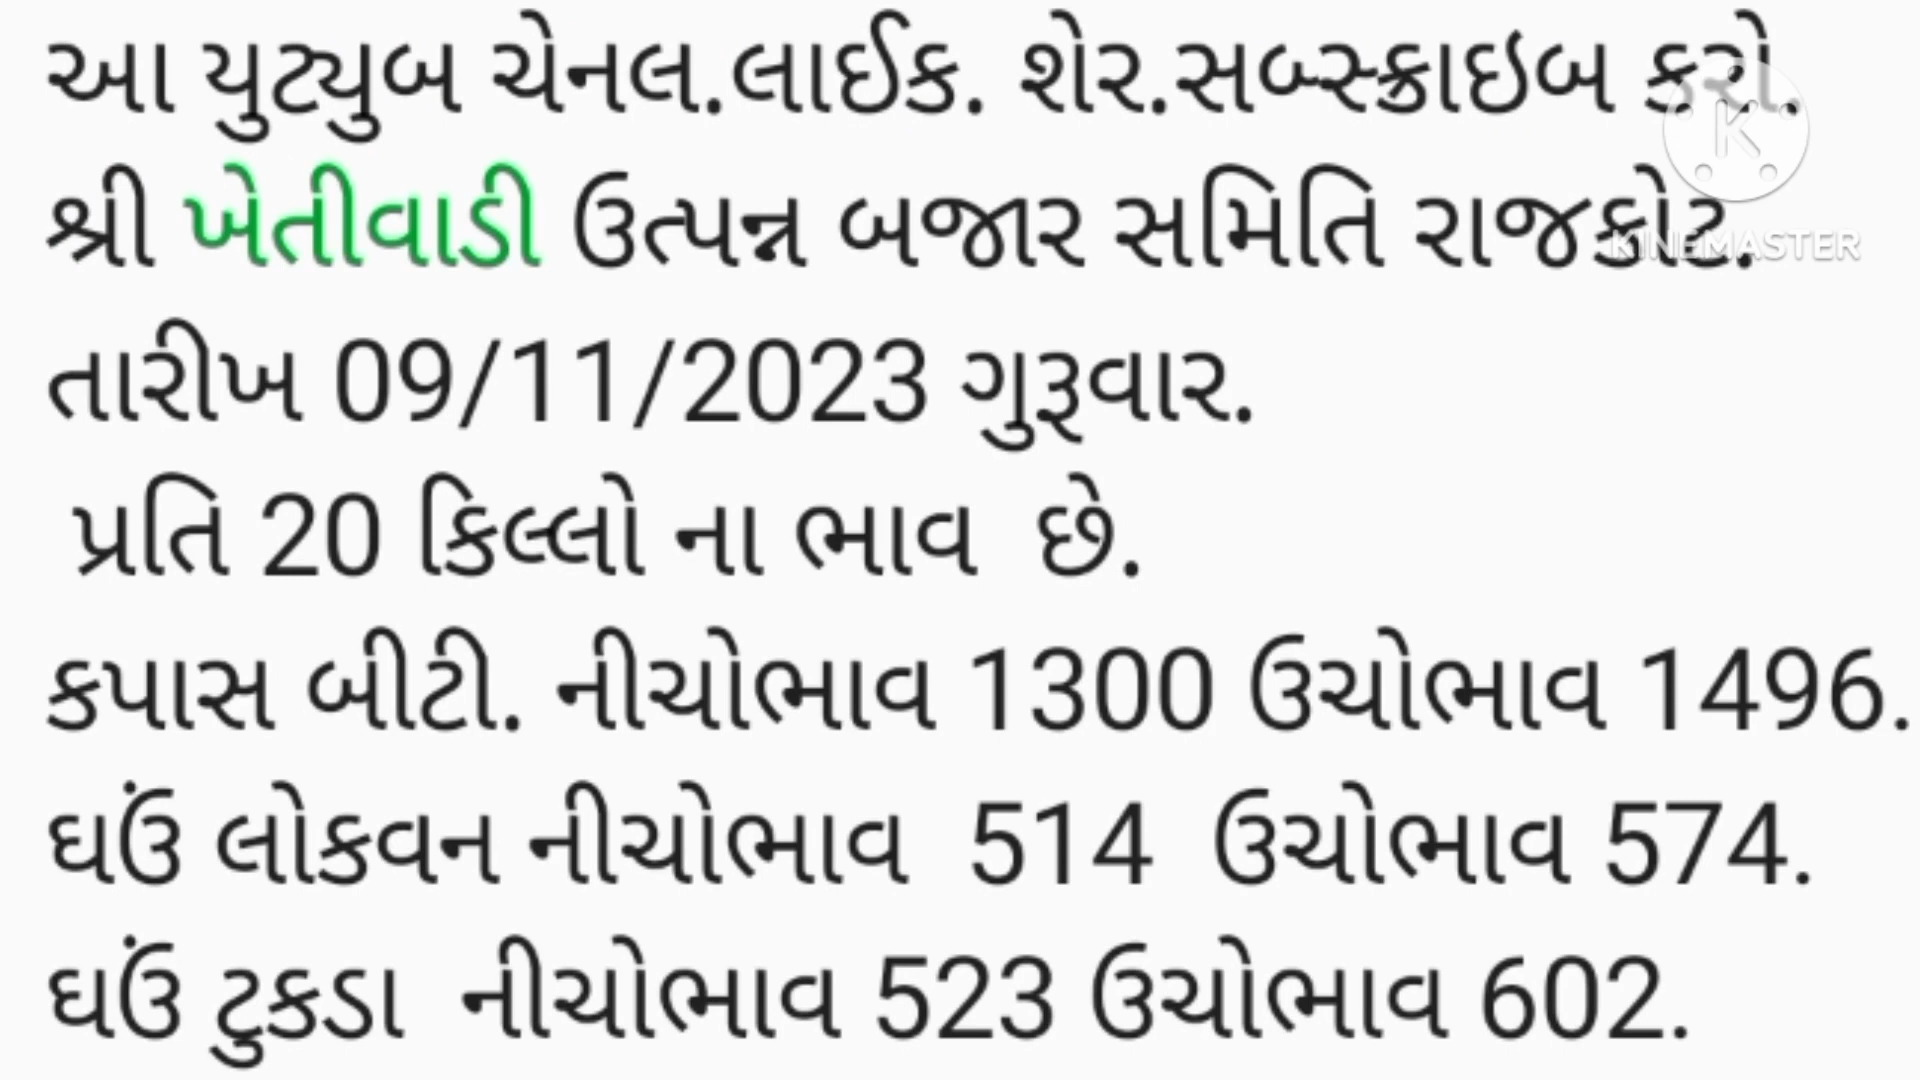 આ યુટ્યુબ ચેનલ.લાઈક. શેર.સબ્સ્ક્રાઇબ કરો.
શ્રી ખેતીવાડી ઉત્પન્ન બજાર સમિતિ રાજકોટ.
KINEMASTER
તારીખ 09/11/2023 ગુરૂવાર.
પ્રતિ 20 કિલ્લો ના ભાવ છે.
કપાસ બીટી. નીચોભાવ 1300 ઉચોભાવ 1496.
ઘઉં લોકવન નીચોભાવ 514 ઉચોભાવ 574.
ઘઉં ટુકડા નીચોભાવ 523 ઉચોભાવ 602.